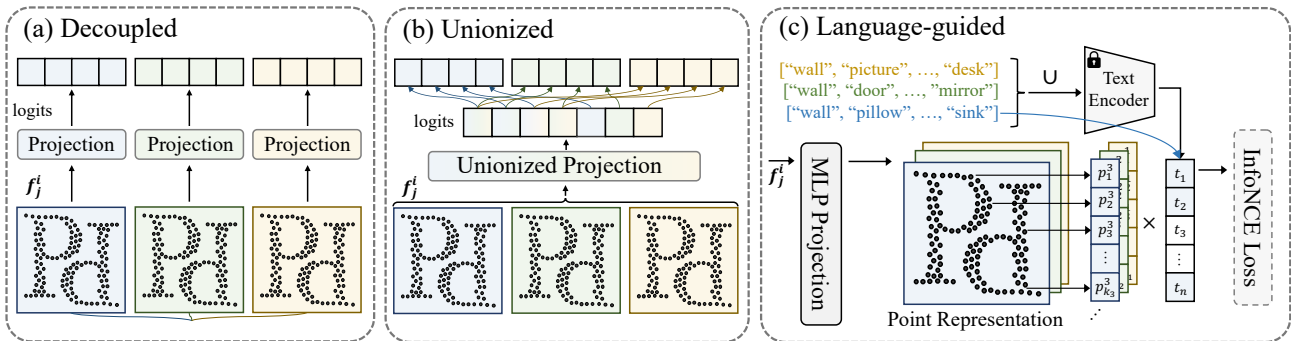 (a) Decoupled
logits
Projection
Projection
Projection
f_j^i
(b) Unionized
logits
Unionized Projection
f_j^i
(c) Language-guided
["wall", "picture", …, "desk"]
["wall", "door", …, "mirror"]
["wall", "pillow", …, "sink"]
∪
Text
Encoder
f_j^i
MLP Projection
Point Representation
p_1^3
p_2^3
p_3^3
⋮
p_{k_3}^3
⋱
×
t_1
t_2
t_3
⋮
t_n
InfoNCE Loss